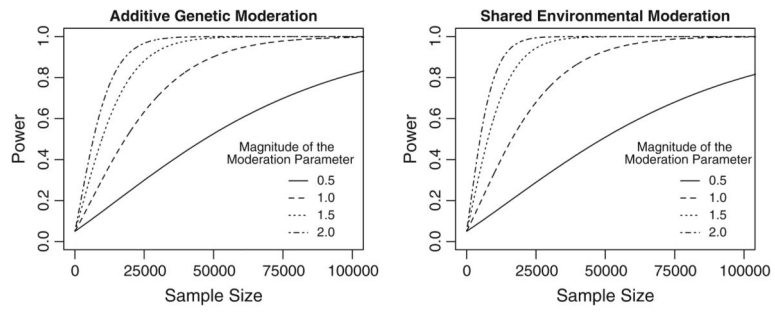 Additive Genetic Moderation
Power
1.0
0.8
0.6
0.4
0.2
0.0
Magnitude of the
Moderation Parameter
0.5
1.0
1.5
2.0
0 25000 50000 75000 100000
Sample Size
Shared Environmental Moderation
Power
1.0
0.8
0.6
0.4
0.2
0.0
Magnitude of the
Moderation Parameter
0.5
1.0
1.5
2.0
0 25000 50000 75000 100000
Sample Size